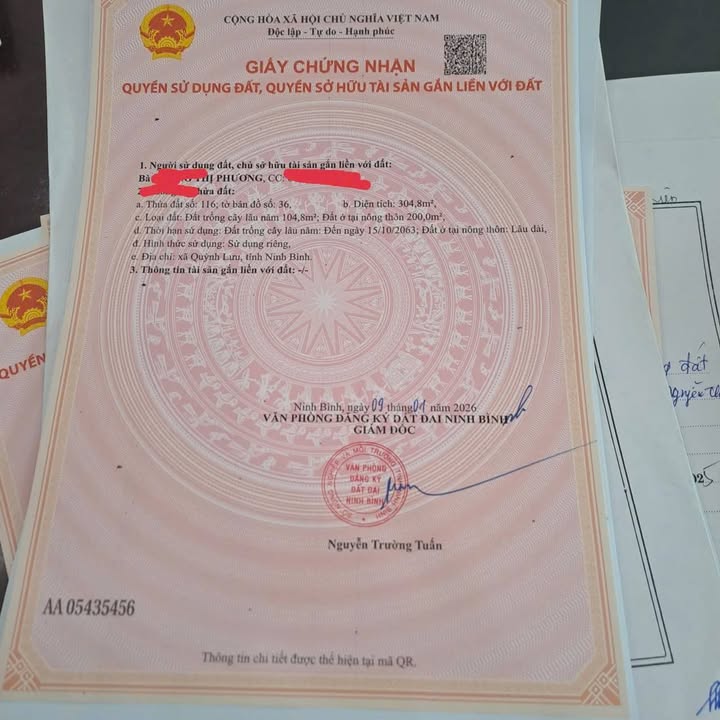 CỘNG HÒA XÃ HỘI CHỦ NGHĨA VIỆT NAM
Độc lập - Tự do - Hạnh phúc
GIẤY CHỨNG NHẬN
QUYỀN SỬ DỤNG ĐẤT, QUYỀN SỞ HỮU TÀI SẢN GẮN LIỀN VỚI ĐẤT
1. Người sử dụng đất, chủ sở hữu tài sản gắn liền với đất:
Bà THỊ PHƯƠNG, CC
2. thửa đất:
a. Thửa đất số: 116; tờ bản đồ số: 36, b. Diện tích: 304,8m²,
c. Loại đất: Đất trồng cây lâu năm 104,8m²; Đất ở tại nông thôn 200,0m²,
d. Thời hạn sử dụng: Đất trồng cây lâu năm: Đến ngày 15/10/2063; Đất ở tại nông thôn: Lâu dài,
đ. Hình thức sử dụng: Sử dụng riêng,
e. Địa chỉ: xã Quỳnh Lưu, tỉnh Ninh Bình.
3. Thông tin tài sản gắn liền với đất: -/-
Ninh Bình, ngày 09 tháng 01 năm 2026
VĂN PHÒNG ĐĂNG KÝ ĐẤT ĐAI NINH BÌNH
GIÁM ĐỐC
VĂN PHÒNG
ĐĂNG KÝ
ĐẤT ĐAI
NINH BÌNH
Nguyễn Trường Tuấn
AA 05435456
Thông tin chi tiết được thể hiện tại mã QR.
QUYỀN
đất